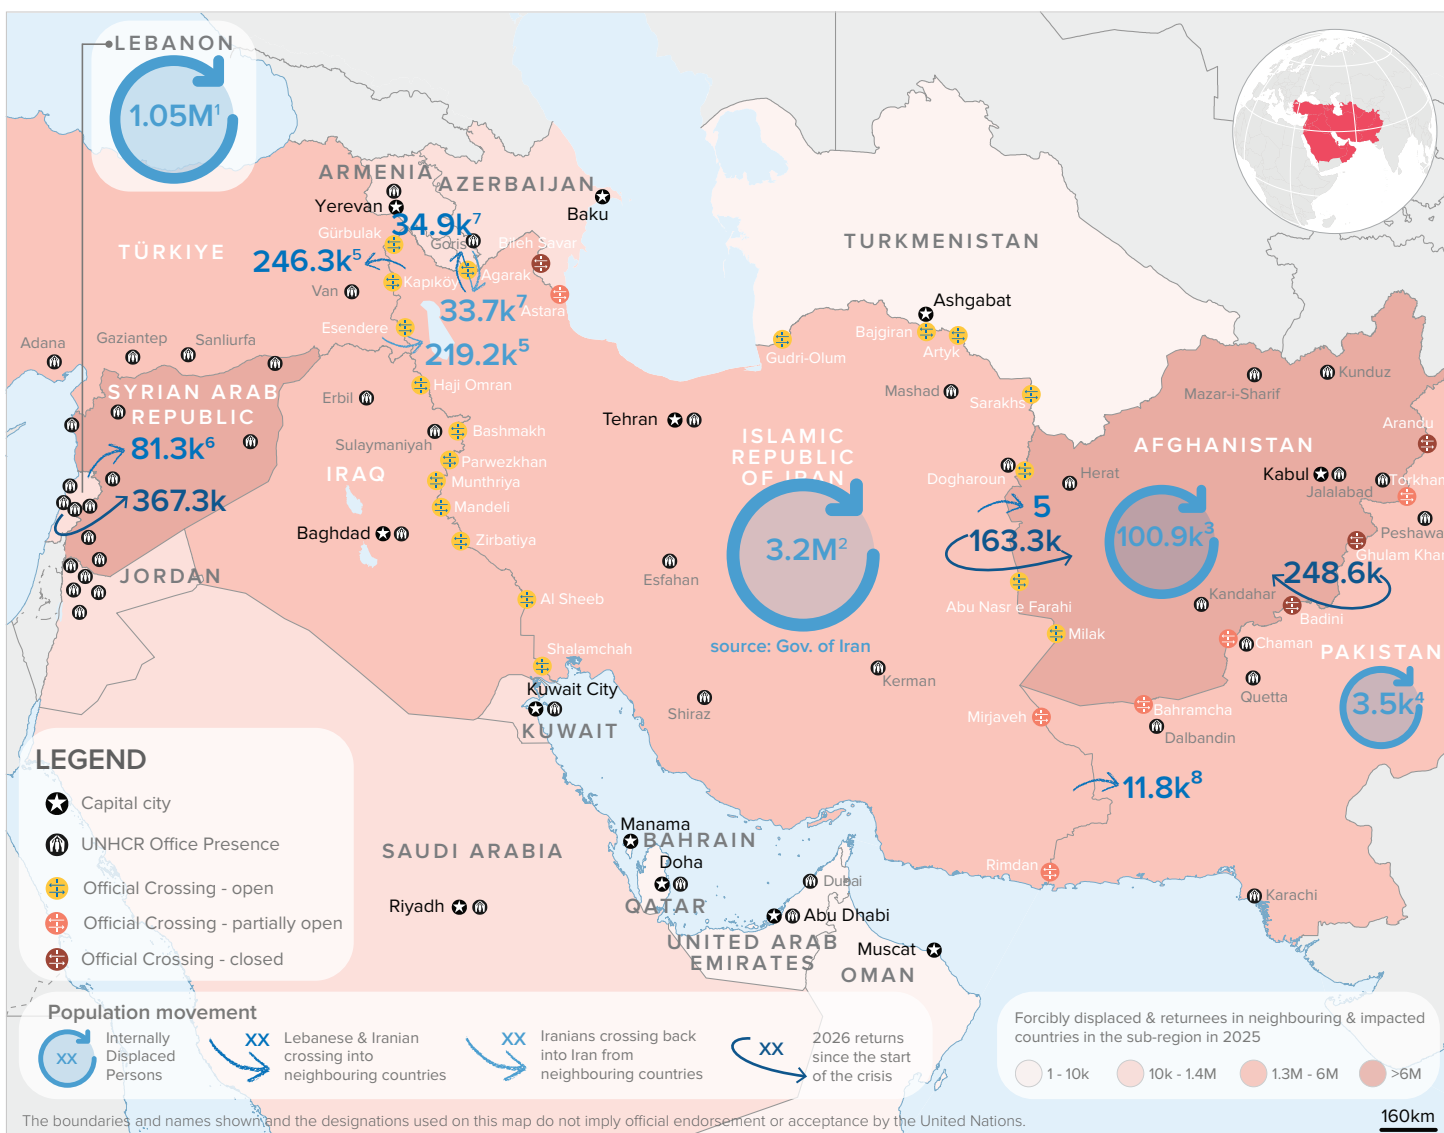 LEBANON
1.05M1
ARMENIA
AZERBAIJAN
Yerevan
Baku
34.9k7
Gürbulak
Goris
Bileh Savar
TÜRKİYE
246.3k5
TURKMENISTAN
Kapıköy
Agarak
Van
33.7k7
Astara
Ashgabat
Esendere
Bajgiran
Artyk
Adana
Gaziantep
Sanliurfa
219.2k5
Gudri-Olum
Haji Omran
Mashad
Sarakhs
Mazar-i-Sharif
Kunduz
SYRIAN ARAB
REPUBLIC
Erbil
Tehran
Arandu
Sulaymaniyah
Bashmakh
ISLAMIC
REPUBLIC
OF IRAN
AFGHANISTAN
81.3k6
Parwezkhan
IRAQ
Munthriya
Dogharoun
Herat
Kabul
Jalalabad
Torkham
367.3k
Mandeli
5
Peshawa
Baghdad
Zirbatiya
3.2M2
163.3k
100.9k3
Ghulam Khan
JORDAN
Esfahan
248.6k
Al Sheeb
Abu Nasr e Farahi
Kandahar
Badini
Milak
source: Gov. of Iran
Chaman
PAKISTAN
Shalamchah
Kerman
Quetta
Kuwait City
3.5k4
KUWAIT
Shiraz
Mirjaveh
Bahramcha
Dalbandin
11.8k8
LEGEND
Capital city
UNHCR Office Presence
Official Crossing - open
Official Crossing - partially open
Official Crossing - closed
Manama
BAHRAIN
SAUDI ARABIA
Doha
Rimdan
Dubai
Karachi
Riyadh
QATAR
Abu Dhabi
UNITED ARAB
EMIRATES
Muscat
OMAN
Population movement
XX
Internally
Displaced
Persons
XX
Lebanese & Iranian
crossing into
neighbouring countries
XX
Iranians crossing back
into Iran from
neighbouring countries
XX
2026 returns
since the start
of the crisis
Forcibly displaced & returnees in neighbouring & impacted
countries in the sub-region in 2025
1 - 10k
10k - 1.4M
1.3M - 6M
>6M
The boundaries and names shown and the designations used on this map do not imply official endorsement or acceptance by the United Nations.
160km